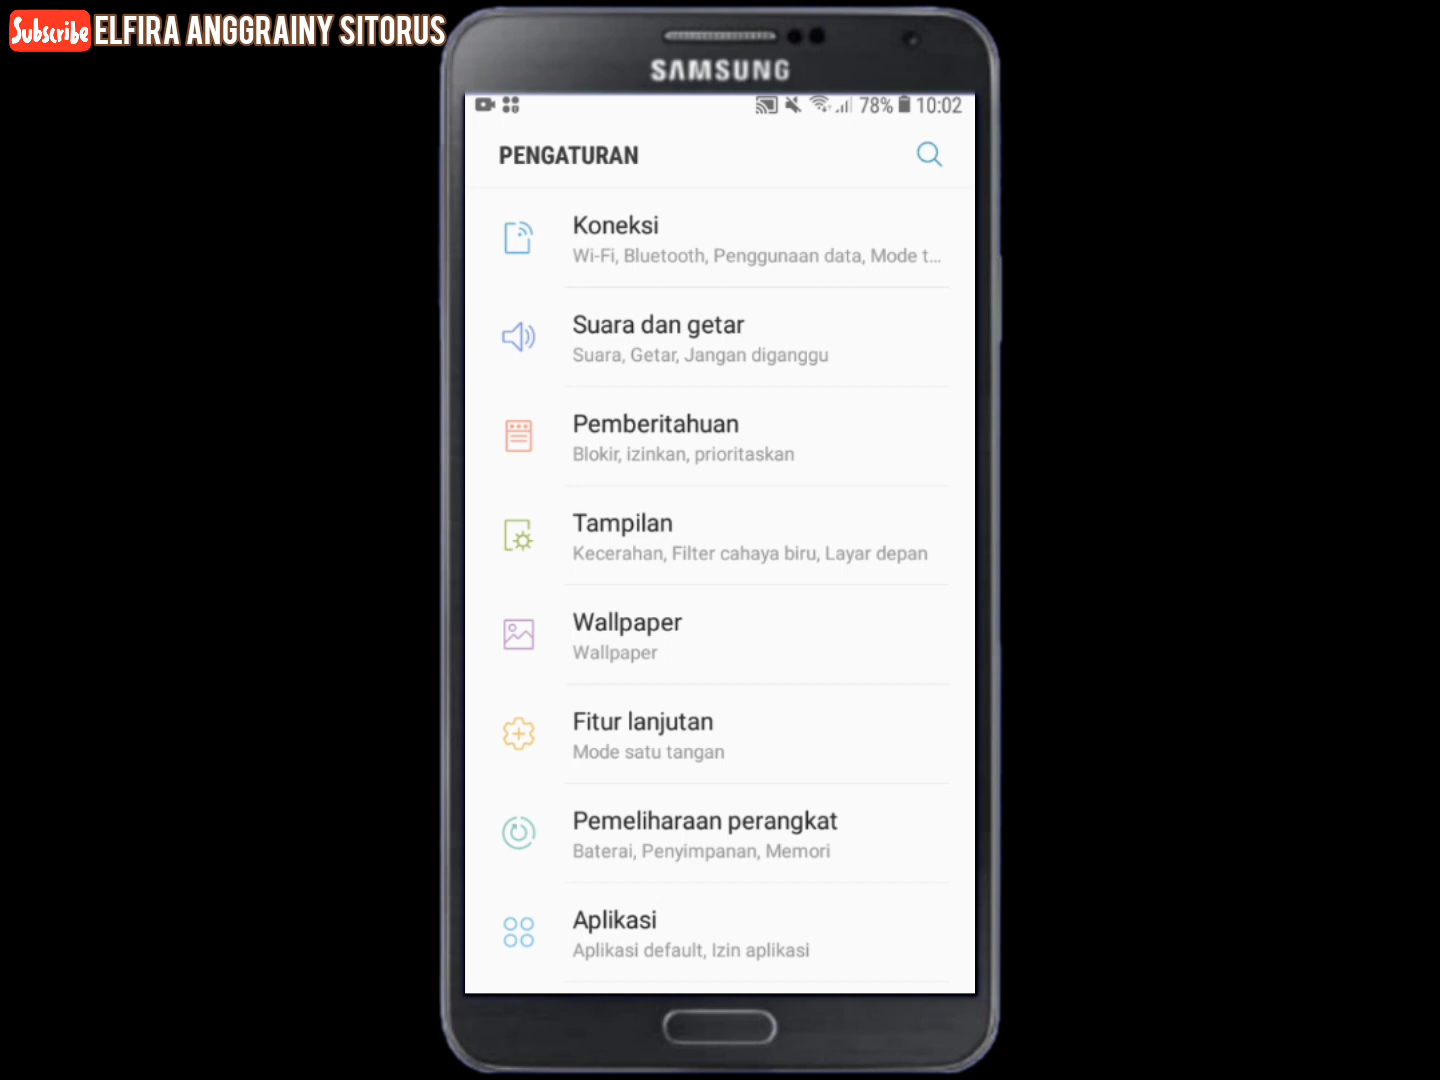 Subscribe ELFIRA ANGGRAINY SITORUS
SAMSUNG
78% 10:02
PENGATURAN
Koneksi
Wi-Fi, Bluetooth, Penggunaan data, Mode t...
Suara dan getar
Suara, Getar, Jangan diganggu
Pemberitahuan
Blokir, izinkan, prioritaskan
Tampilan
Kecerahan, Filter cahaya biru, Layar depan
Wallpaper
Wallpaper
Fitur lanjutan
Mode satu tangan
Pemeliharaan perangkat
Baterai, Penyimpanan, Memori
Aplikasi
Aplikasi default, Izin aplikasi